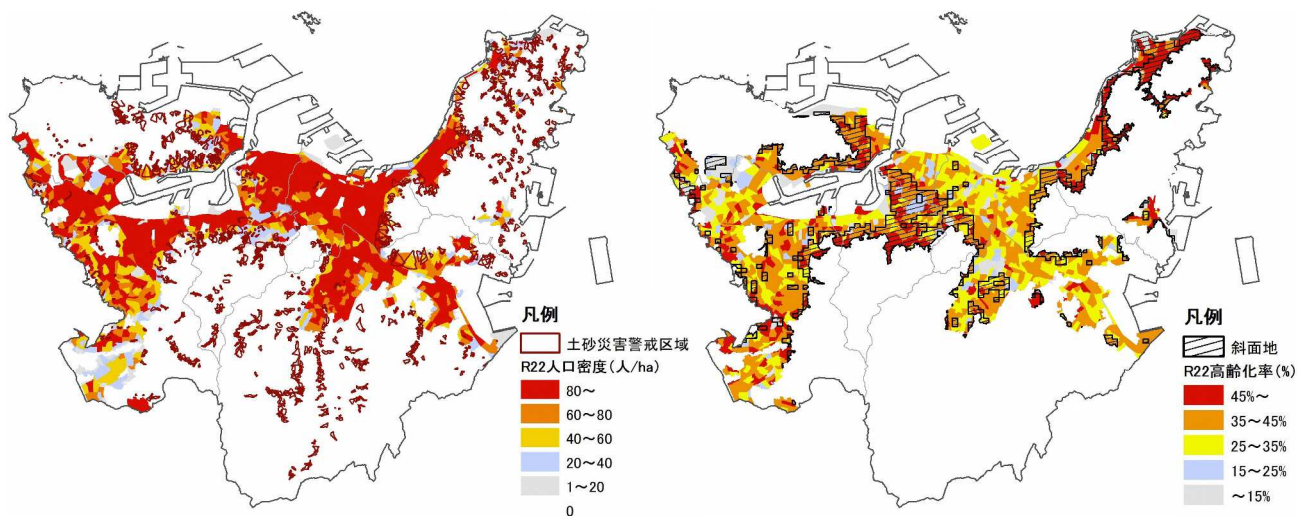 凡例
土砂災害警戒区域
R22人口密度(人/ha)
80~
60~80
40~60
20~40
1~20
0
凡例
斜面地
R22高齢化率(%)
45%~
35~45%
25~35%
15~25%
~15%